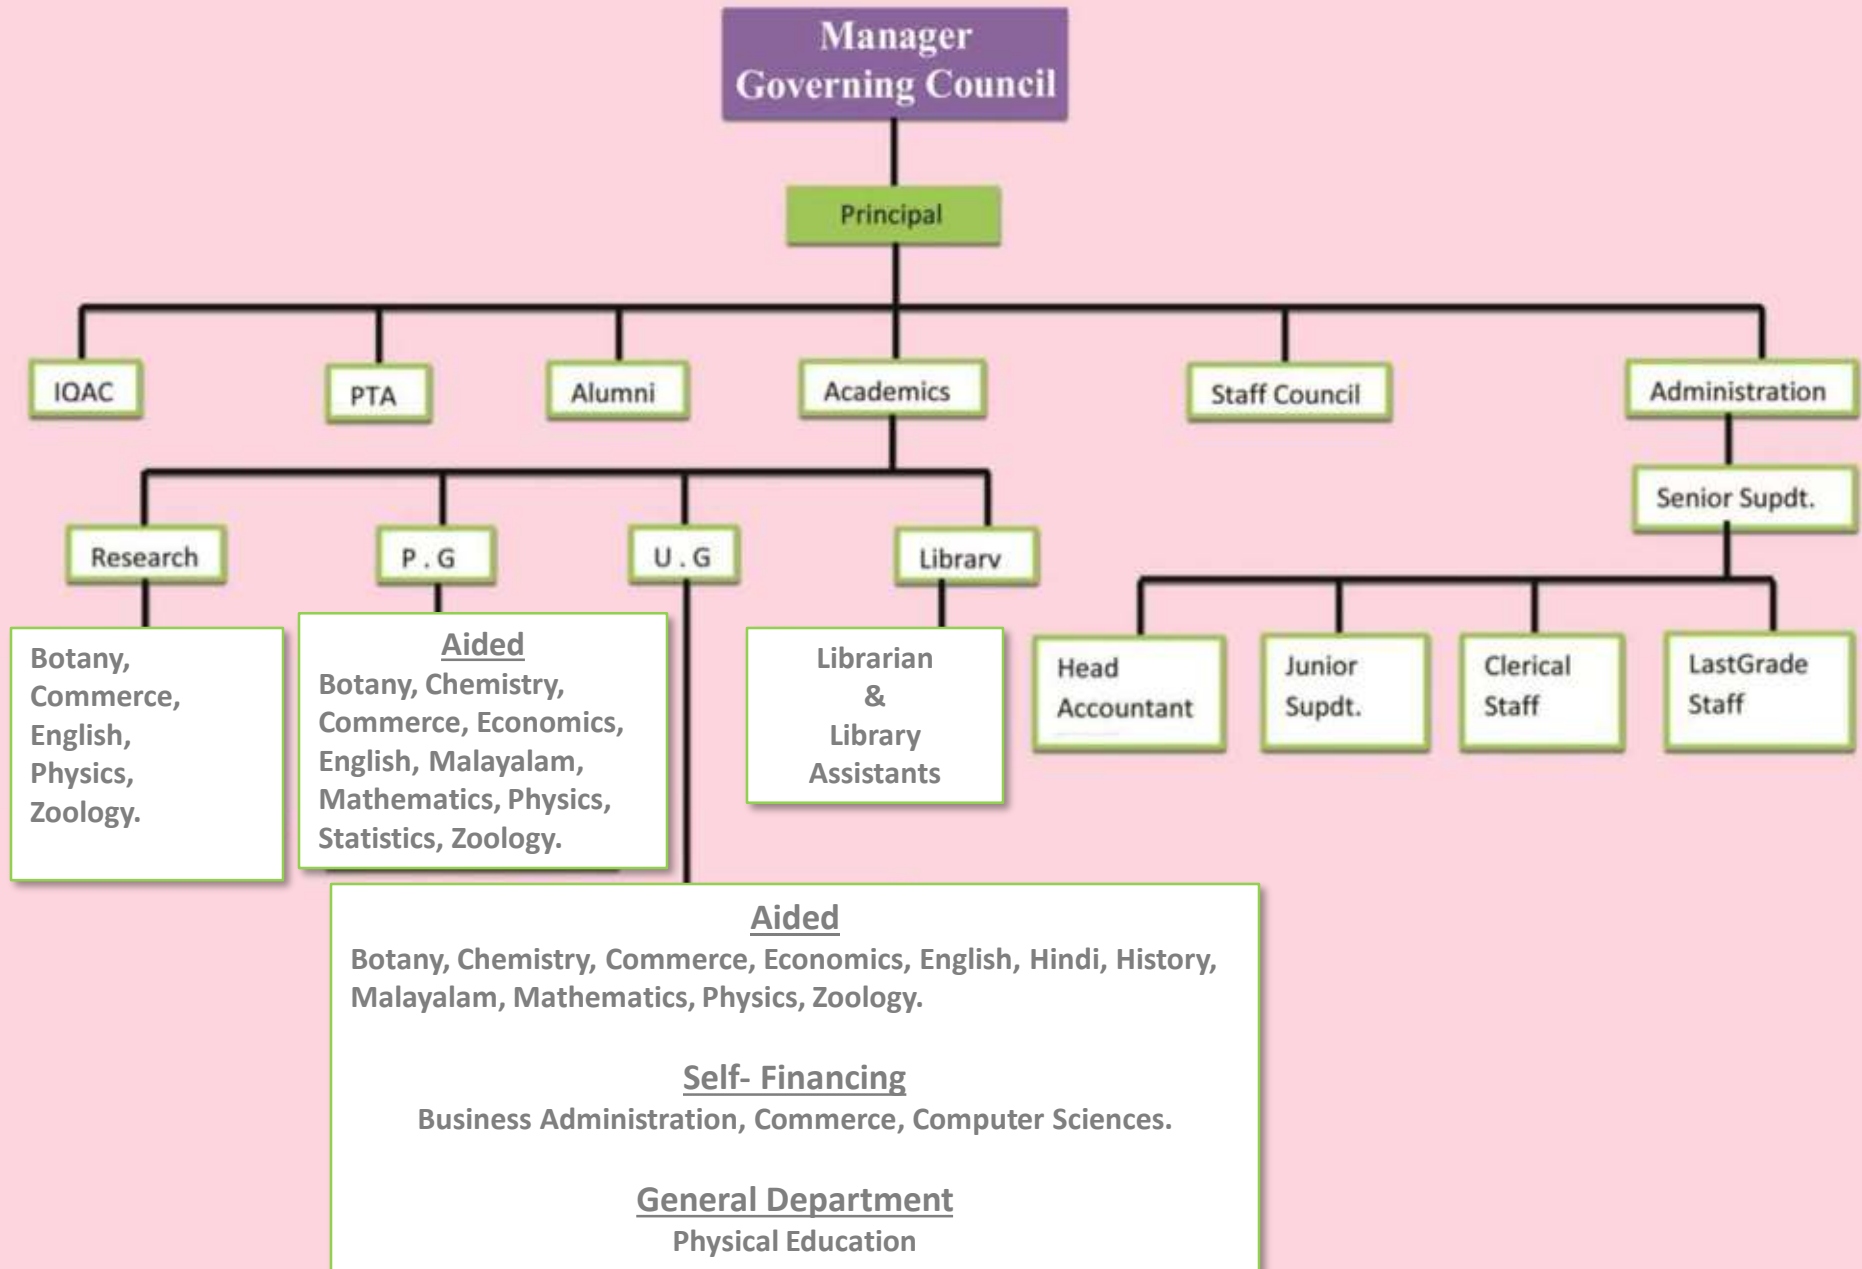 Manager
Governing Council
Principal
IQAC
PTA
Alumni
Academics
Staff Council
Administration
Senior Supdt.
Research
P . G
U . G
Library
Head
Accountant
Junior
Supdt.
Clerical
Staff
LastGrade
Staff
Botany,
Commerce,
English,
Physics,
Zoology.
Aided
Botany, Chemistry,
Commerce, Economics,
English, Malayalam,
Mathematics, Physics,
Statistics, Zoology.
Librarian
&
Library
Assistants
Aided
Botany, Chemistry, Commerce, Economics, English, Hindi, History,
Malayalam, Mathematics, Physics, Zoology.
Self- Financing
Business Administration, Commerce, Computer Sciences.
General Department
Physical Education